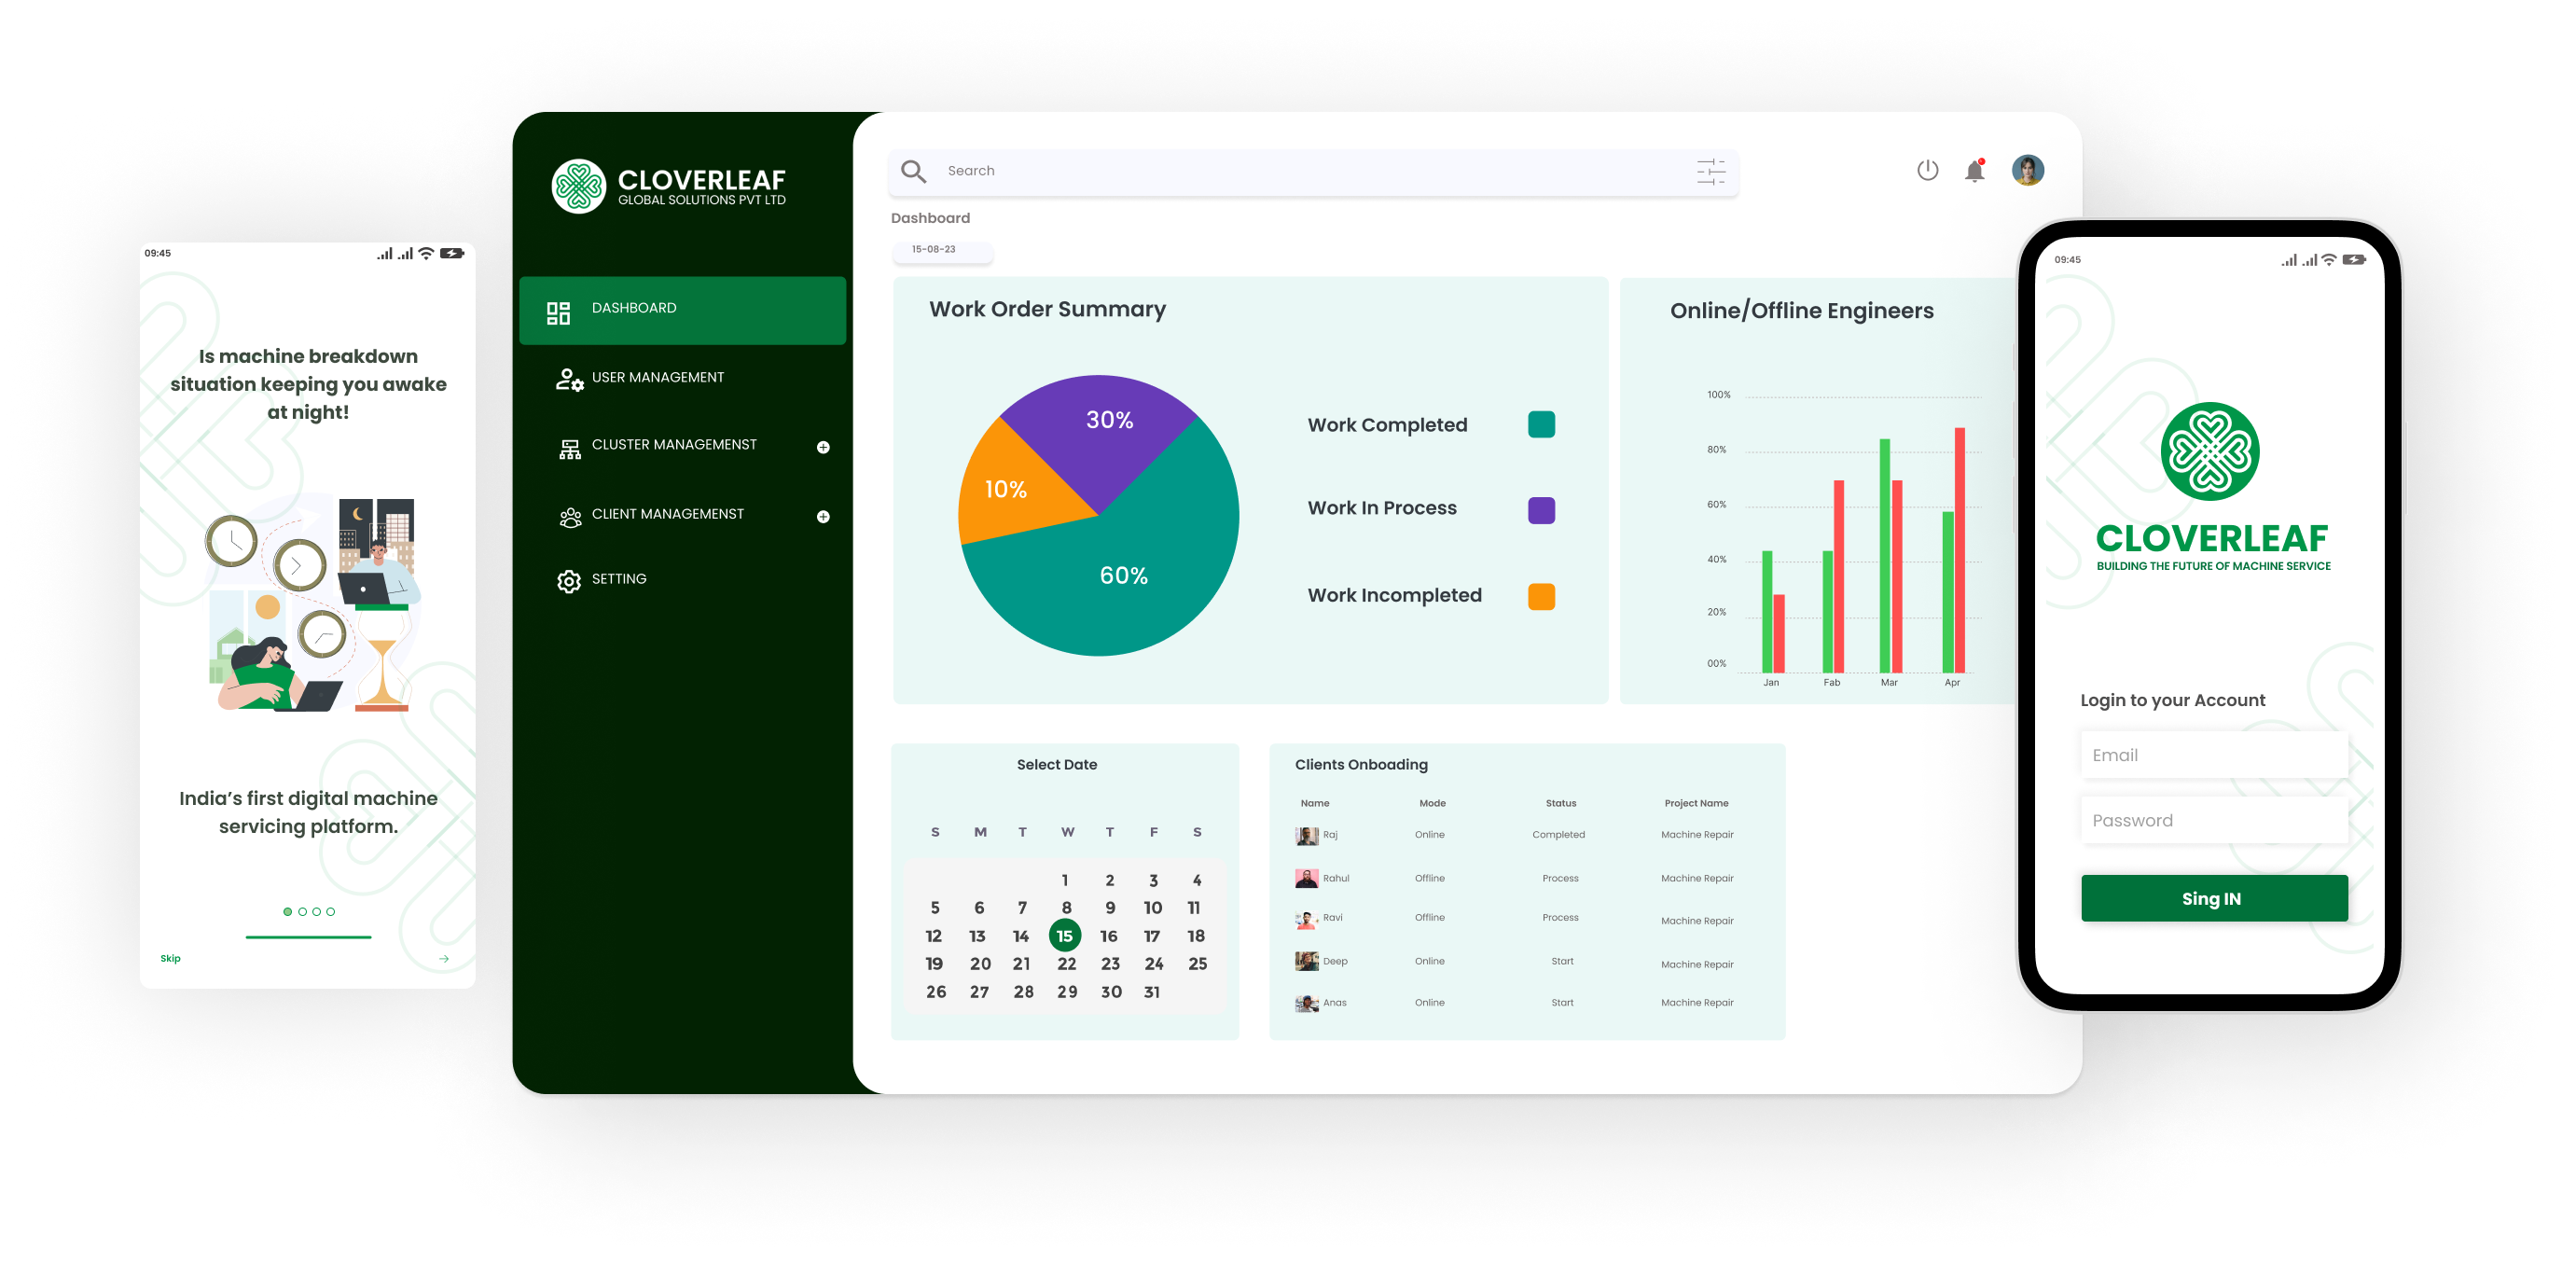 09:45
Is machine breakdown
situation keeping you awake
at night!
India's first digital machine
servicing platform.
Skip
CLOVERLEAF
GLOBAL SOLUTIONS PVT LTD
DASHBOARD
USER MANAGEMENT
CLUSTER MANAGEMENST
CLIENT MANAGEMENST
SETTING
Search
Dashboard
15-08-23
Work Order Summary
30%
10%
60%
Work Completed
Work In Process
Work Incompleted
Online/Offline Engineers
100%
80%
60%
40%
20%
00%
Jan Fab Mar Apr
Select Date
S M T W T F S
1 2 3 4
5 6 7 8 9 10 11
12 13 14 15 16 17 18
19 20 21 22 23 24 25
26 27 28 29 30 31
Clients Onboading
Name Mode Status Project Name
Raj Online Completed Machine Repair
Rahul Offline Process Machine Repair
Ravi Offline Process Machine Repair
Deep Online Start Machine Repair
Anas Online Start Machine Repair
09:45
CLOVERLEAF
BUILDING THE FUTURE OF MACHINE SERVICE
Login to your Account
Email
Password
Sing IN